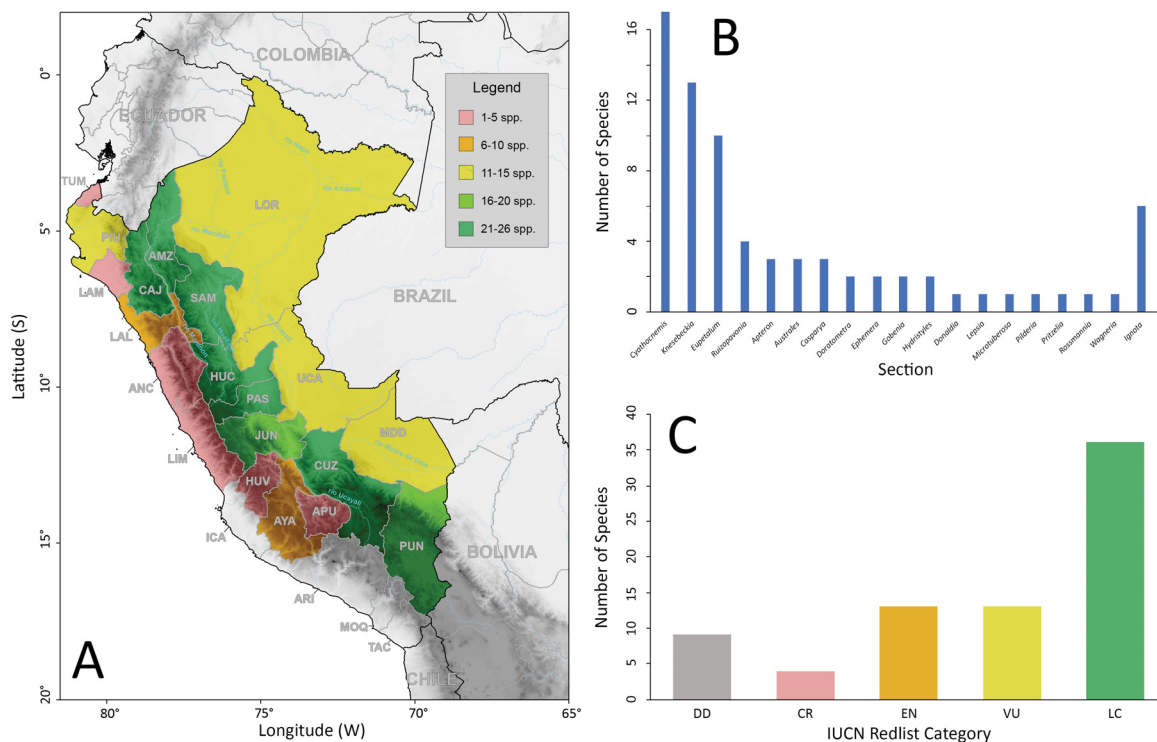 A
0°
5°
10°
15°
20°
Latitude (S)
80°
75°
70°
65°
Longitude (W)
COLOMBIA
ECUADOR
BRAZIL
BOLIVIA
CHILE
Legend
1-5 spp.
6-10 spp.
11-15 spp.
16-20 spp.
21-26 spp.
TUM
PIU
LOR
AMZ
CAJ
LAM
SAM
LAL
ANC
HUC
UCA
PAS
MDD
JUN
LIM
CUZ
HUV
rio Ucayali
AYA
APU
ICA
PUN
ARI
MOQ
TAC
B
Number of Species
16
12
8
4
0
Cyathocnemis
Knesebeckia
Eupetalum
Ruizopavonia
Apteron
Australes
Casparya
Doratometra
Ephemera
Gobenia
Hydristyles
Donaldia
Lepsia
Microtuberosa
Pilderia
Pritzelia
Rossmannia
Wageneria
Ignota
Section
C
Number of Species
40
35
30
25
20
15
10
5
0
DD
CR
EN
VU
LC
IUCN Redlist Category